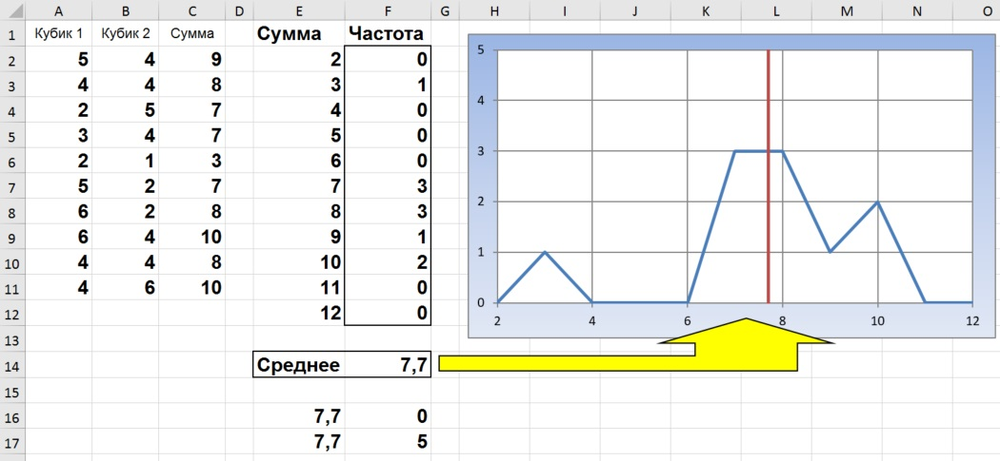 A B C D E F G H I J K L M N O
1 Кубик 1 Кубик 2 Сумма Сумма Частота
2 5 4 9 2 0
3 4 4 8 3 1
4 2 5 7 4 0
5 3 4 7 5 0
6 2 1 3 6 0
7 5 2 7 7 3
8 6 2 8 8 3
9 6 4 10 9 1
10 4 4 8 10 2
11 4 6 10 11 0
12 12 0
13
14 Среднее 7,7
15
16 7,7 0
17 7,7 5
5
4
3
2
1
0
2 4 6 8 10 12